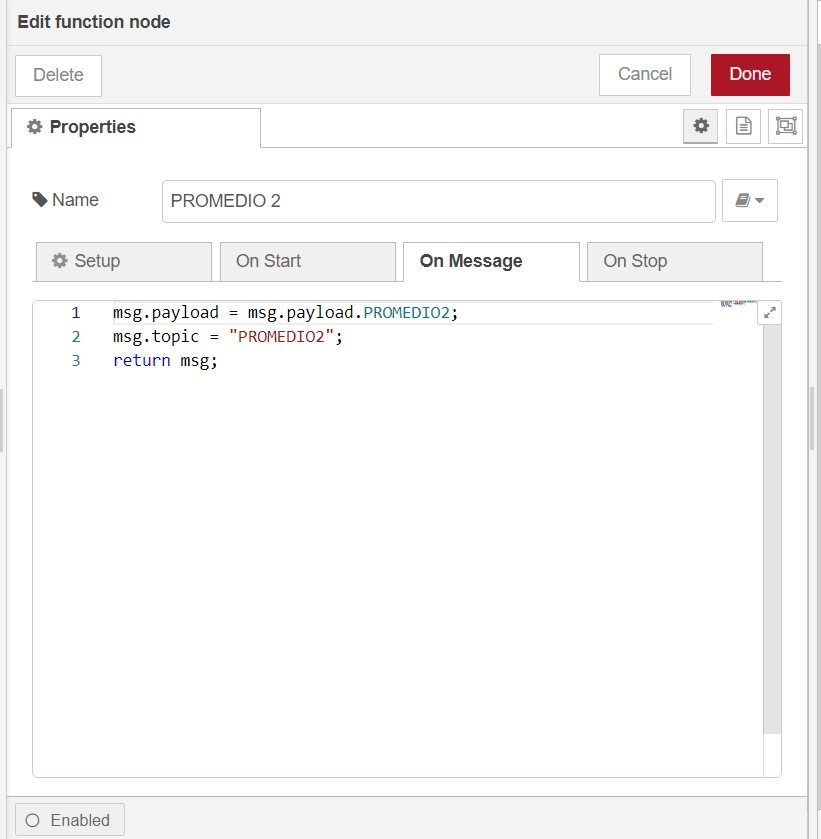 Edit function node
Delete
Cancel
Done
Properties
Name
PROMEDIO 2
Setup
On Start
On Message
On Stop
1 msg.payload = msg.payload.PROMEDIO2;
2 msg.topic = "PROMEDIO2";
3 return msg;
Enabled